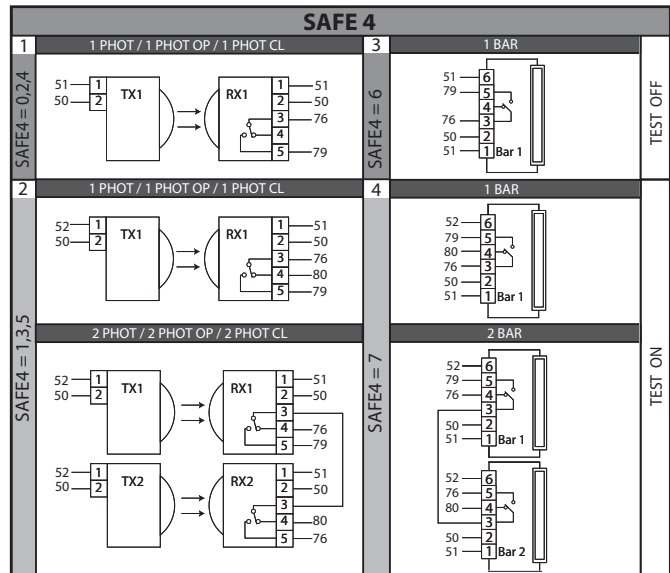 SAFE 4
1
1 PHOT / 1 PHOT OP / 1 PHOT CL
SAFE4 = 0,2,4
51 1
50 2
TX1
RX1
1 51
2 50
3 76
4
5 79
3
1 BAR
SAFE4 = 6
51 6
79 5
4
76 3
50 2
51 1 Bar 1
TEST OFF
2
1 PHOT / 1 PHOT OP / 1 PHOT CL
SAFE4 = 1,3,5
52 1
50 2
TX1
RX1
1 51
2 50
3 76
4 80
5 79
2 PHOT / 2 PHOT OP / 2 PHOT CL
52 1
50 2
TX1
RX1
1 51
2 50
3
4 76
5 79
52 1
50 2
TX2
RX2
1 51
2 50
3
4 80
5 76
4
1 BAR
SAFE4 = 7
52 6
79 5
80 4
76 3
50 2
51 1 Bar 1
2 BAR
52 6
79 5
76 4
3
50 2
51 1 Bar 1
52 6
76 5
80 4
3
50 2
51 1 Bar 2
TEST ON